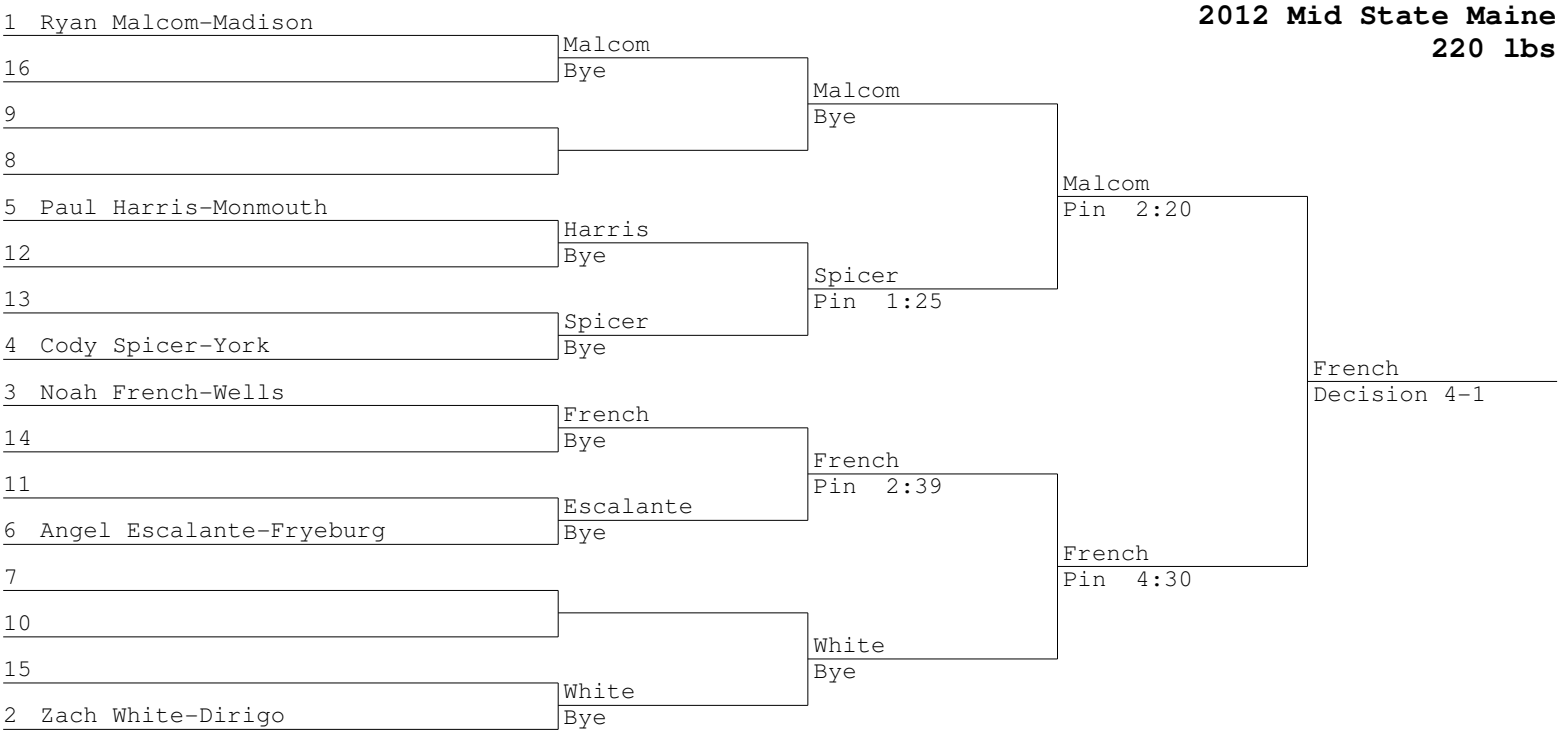 2012 Mid State Maine
220 lbs
1 Ryan Malcom-Madison
16
9
8
5 Paul Harris-Monmouth
12
13
4 Cody Spicer-York
3 Noah French-Wells
14
11
6 Angel Escalante-Fryeburg
7
10
15
2 Zach White-Dirigo
Malcom
Bye
Harris
Bye
Spicer
Bye
French
Bye
Escalante
Bye
White
Bye
Malcom
Bye
Spicer
Pin 1:25
French
Pin 2:39
White
Bye
Malcom
Pin 2:20
French
Pin 4:30
French
Decision 4-1